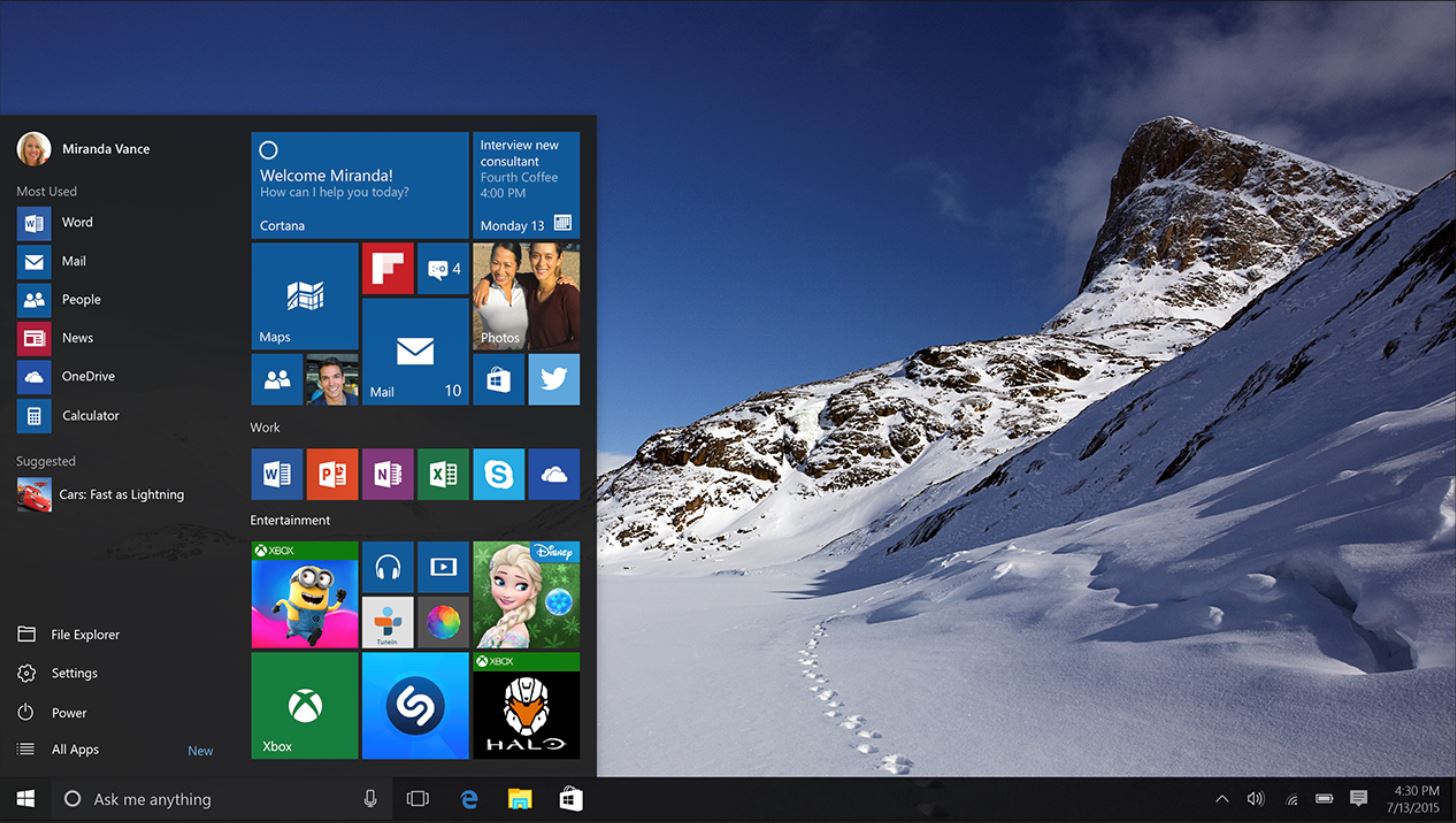 Miranda Vance
Most Used
Word
Mail
People
News
OneDrive
Calculator
Suggested
Cars: Fast as Lightning
File Explorer
Settings
Power
All Apps
New
Welcome Miranda!
How can I help you today?
Cortana
Interview new
consultant
Fourth Coffee
4:00 PM
Monday 13
Maps
4
Photos
Mail
10
Work
W
P
N
X
S
Entertainment
XBOX
TuneIn
Disney
Xbox
XBOX
HALO
Ask me anything
4:30 PM
7/13/2015